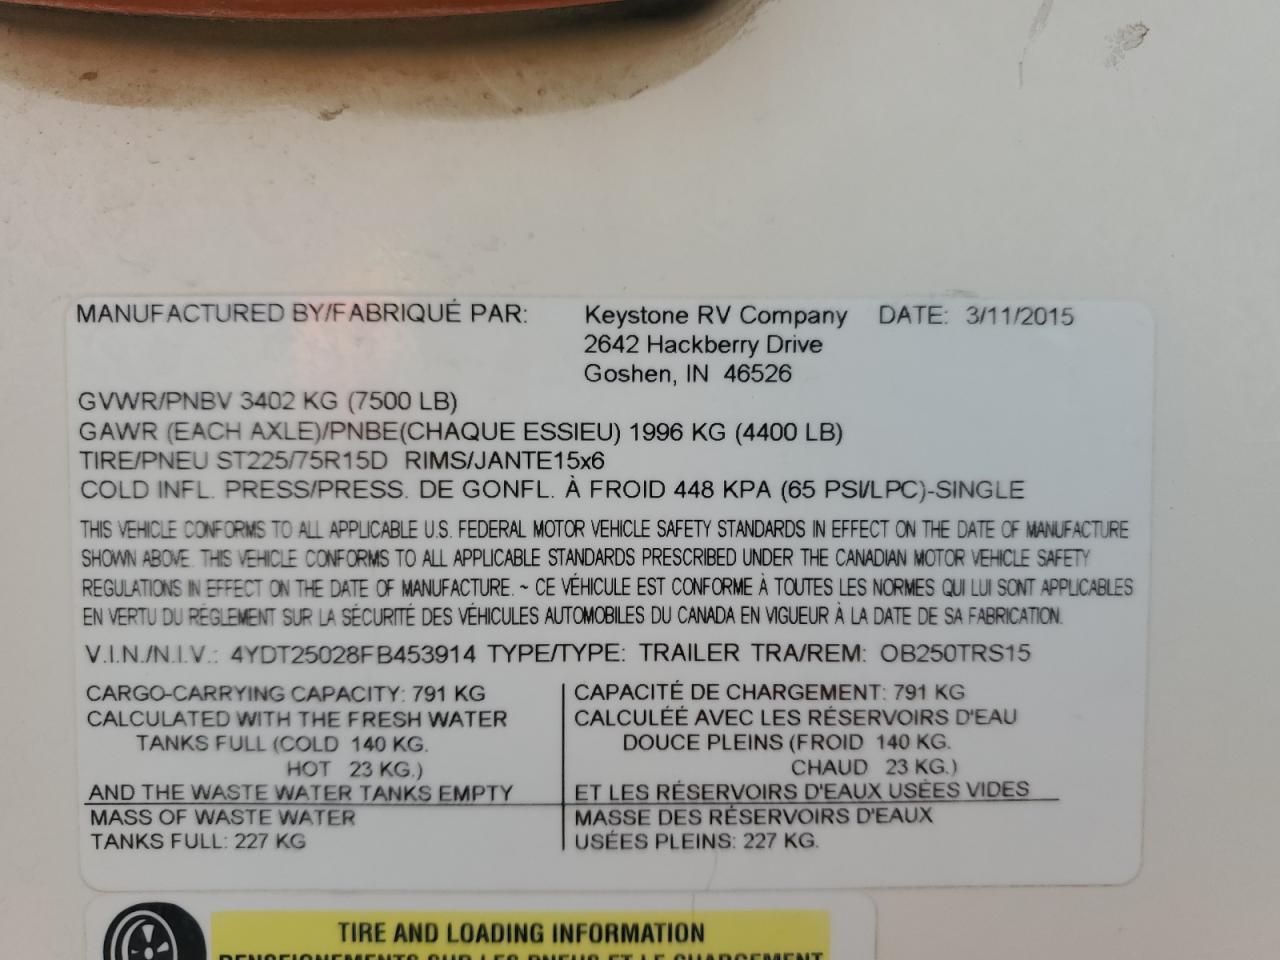 MANUFACTURED BY/FABRIQUÉ PAR: Keystone RV Company DATE: 3/11/2015
2642 Hackberry Drive
Goshen, IN 46526
GVWR/PNBV 3402 KG (7500 LB)
GAWR (EACH AXLE)/PNBE(CHAQUE ESSIEU) 1996 KG (4400 LB)
TIRE/PNEU ST225/75R15D RIMS/JANTE15x6
COLD INFL. PRESS/PRESS. DE GONFL. À FROID 448 KPA (65 PSI/LPC)-SINGLE
THIS VEHICLE CONFORMS TO ALL APPLICABLE U.S. FEDERAL MOTOR VEHICLE SAFETY STANDARDS IN EFFECT ON THE DATE OF MANUFACTURE
SHOWN ABOVE. THIS VEHICLE CONFORMS TO ALL APPLICABLE STANDARDS PRESCRIBED UNDER THE CANADIAN MOTOR VEHICLE SAFETY
REGULATIONS IN EFFECT ON THE DATE OF MANUFACTURE. ~ CE VÉHICULE EST CONFORME À TOUTES LES NORMES QUI LUI SONT APPLICABLES
EN VERTU DU RÉGLEMENT SUR LA SÉCURITÉ DES VÉHICULES AUTOMOBILES DU CANADA EN VIGUEUR À LA DATE DE SA FABRICATION.
V.I.N./N.I.V.: 4YDT25028FB453914 TYPE/TYPE: TRAILER TRA/REM: OB250TRS15
CARGO-CARRYING CAPACITY: 791 KG
CALCULATED WITH THE FRESH WATER
TANKS FULL (COLD 140 KG.
HOT 23 KG.)
AND THE WASTE WATER TANKS EMPTY
MASS OF WASTE WATER
TANKS FULL: 227 KG
CAPACITÉ DE CHARGEMENT: 791 KG
CALCULÉÉ AVEC LES RÉSERVOIRS D'EAU
DOUCE PLEINS (FROID 140 KG.
CHAUD 23 KG.)
ET LES RÉSERVOIRS D'EAUX USÉES VIDES
MASSE DES RÉSERVOIRS D'EAUX
USÉES PLEINS: 227 KG.
TIRE AND LOADING INFORMATION
RENSEIGNEMENTS SUR LES PNEUS ET LE CHARGEMENT